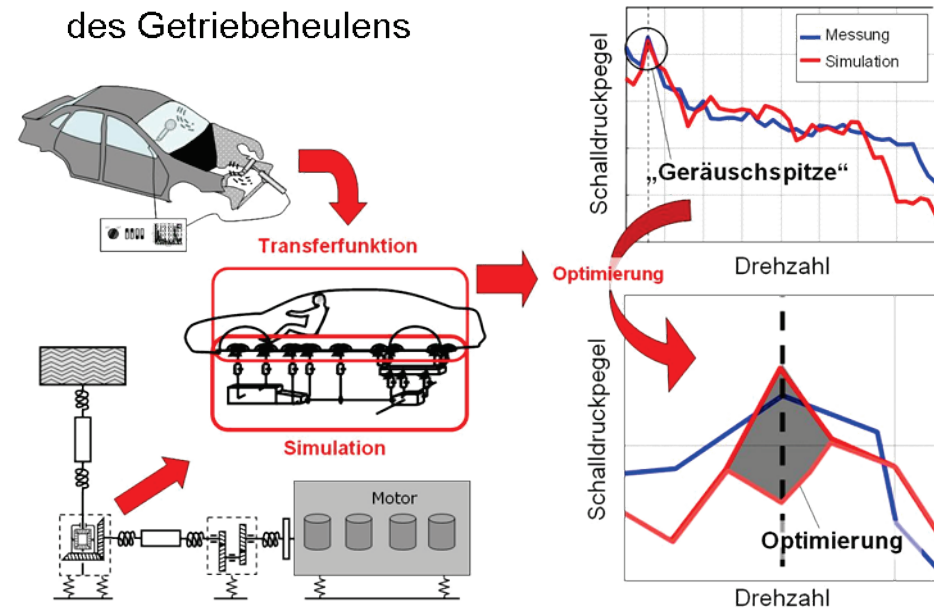 des Getriebeheulens
Messung
Simulation
Schalldruckpegel
„Geräuschspitze“
Drehzahl
Transferfunktion
Optimierung
Simulation
Motor
Schalldruckpegel
Optimierung
Drehzahl